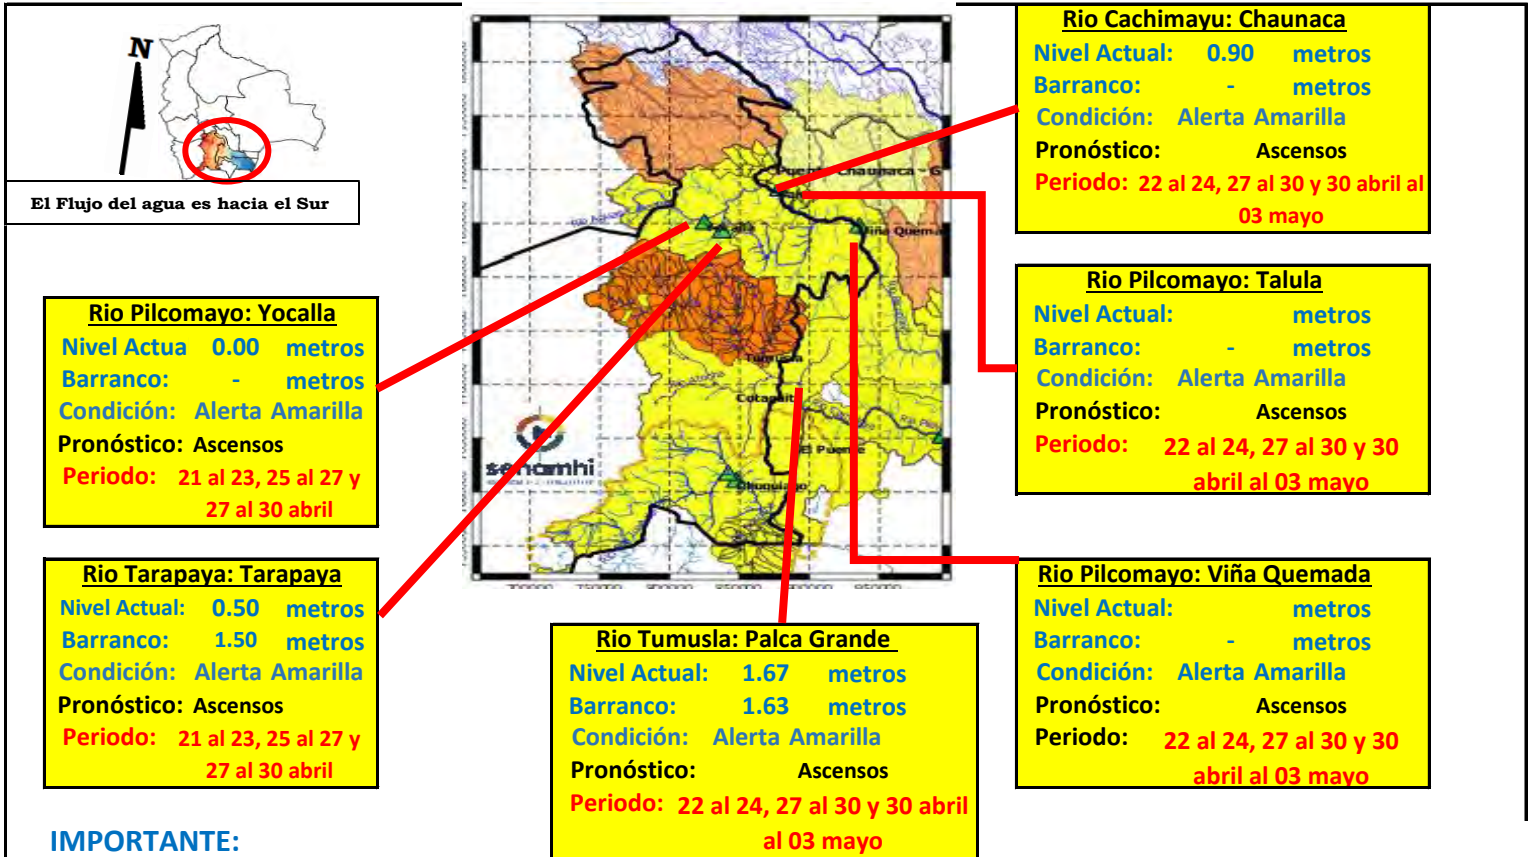 N
El Flujo del agua es hacia el Sur
Rio Cachimayu: Chaunaca
Nivel Actual: 0.90 metros
Barranco: - metros
Condición: Alerta Amarilla
Pronóstico: Ascensos
Periodo: 22 al 24, 27 al 30 y 30 abril al
03 mayo
Rio Pilcomayo: Talula
Nivel Actual: metros
Barranco: - metros
Condición: Alerta Amarilla
Pronóstico: Ascensos
Periodo: 22 al 24, 27 al 30 y 30
abril al 03 mayo
Rio Pilcomayo: Yocalla
Nivel Actua 0.00 metros
Barranco: - metros
Condición: Alerta Amarilla
Pronóstico: Ascensos
Periodo: 21 al 23, 25 al 27 y
27 al 30 abril
Tumusla
El Puente
senamhi
Rio Tarapaya: Tarapaya
Nivel Actual: 0.50 metros
Barranco: 1.50 metros
Condición: Alerta Amarilla
Pronóstico: Ascensos
Periodo: 21 al 23, 25 al 27 y
27 al 30 abril
Rio Tumusla: Palca Grande
Nivel Actual: 1.67 metros
Barranco: 1.63 metros
Condición: Alerta Amarilla
Pronóstico: Ascensos
Periodo: 22 al 24, 27 al 30 y 30 abril
al 03 mayo
Rio Pilcomayo: Viña Quemada
Nivel Actual: metros
Barranco: - metros
Condición: Alerta Amarilla
Pronóstico: Ascensos
Periodo: 22 al 24, 27 al 30 y 30
abril al 03 mayo
IMPORTANTE: